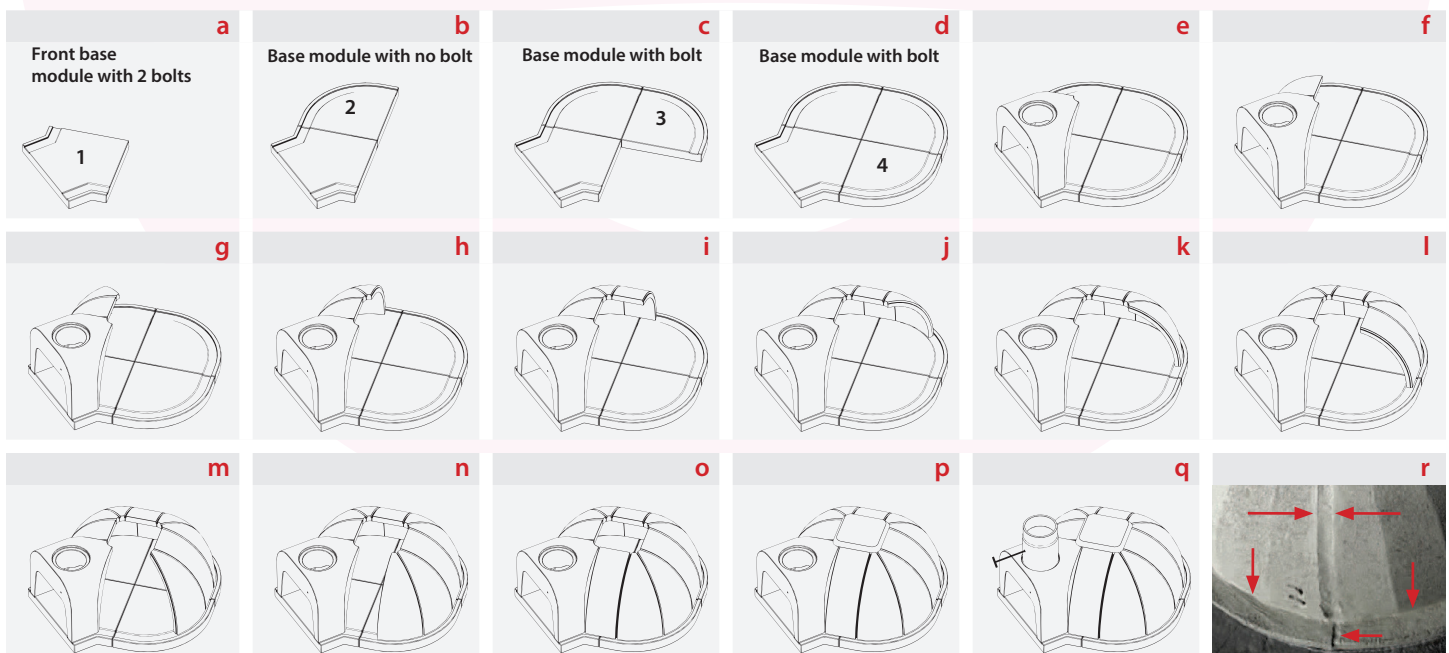 a
Front base
module with 2 bolts
1
b
Base module with no bolt
2
c
Base module with bolt
3
d
Base module with bolt
4
e
f
g
h
i
j
k
l
m
n
o
p
q
r